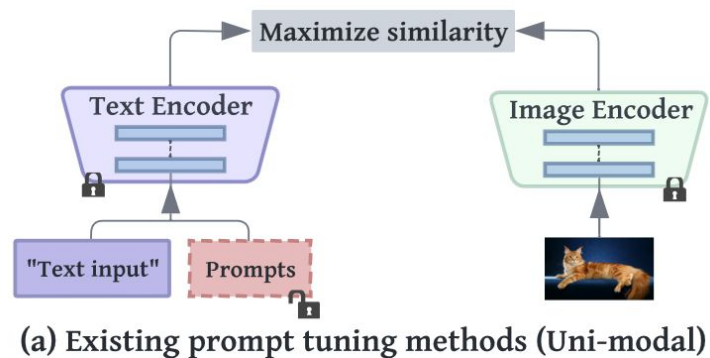 Maximize similarity
Text Encoder
Image Encoder
"Text input"
Prompts
(a) Existing prompt tuning methods (Uni-modal)